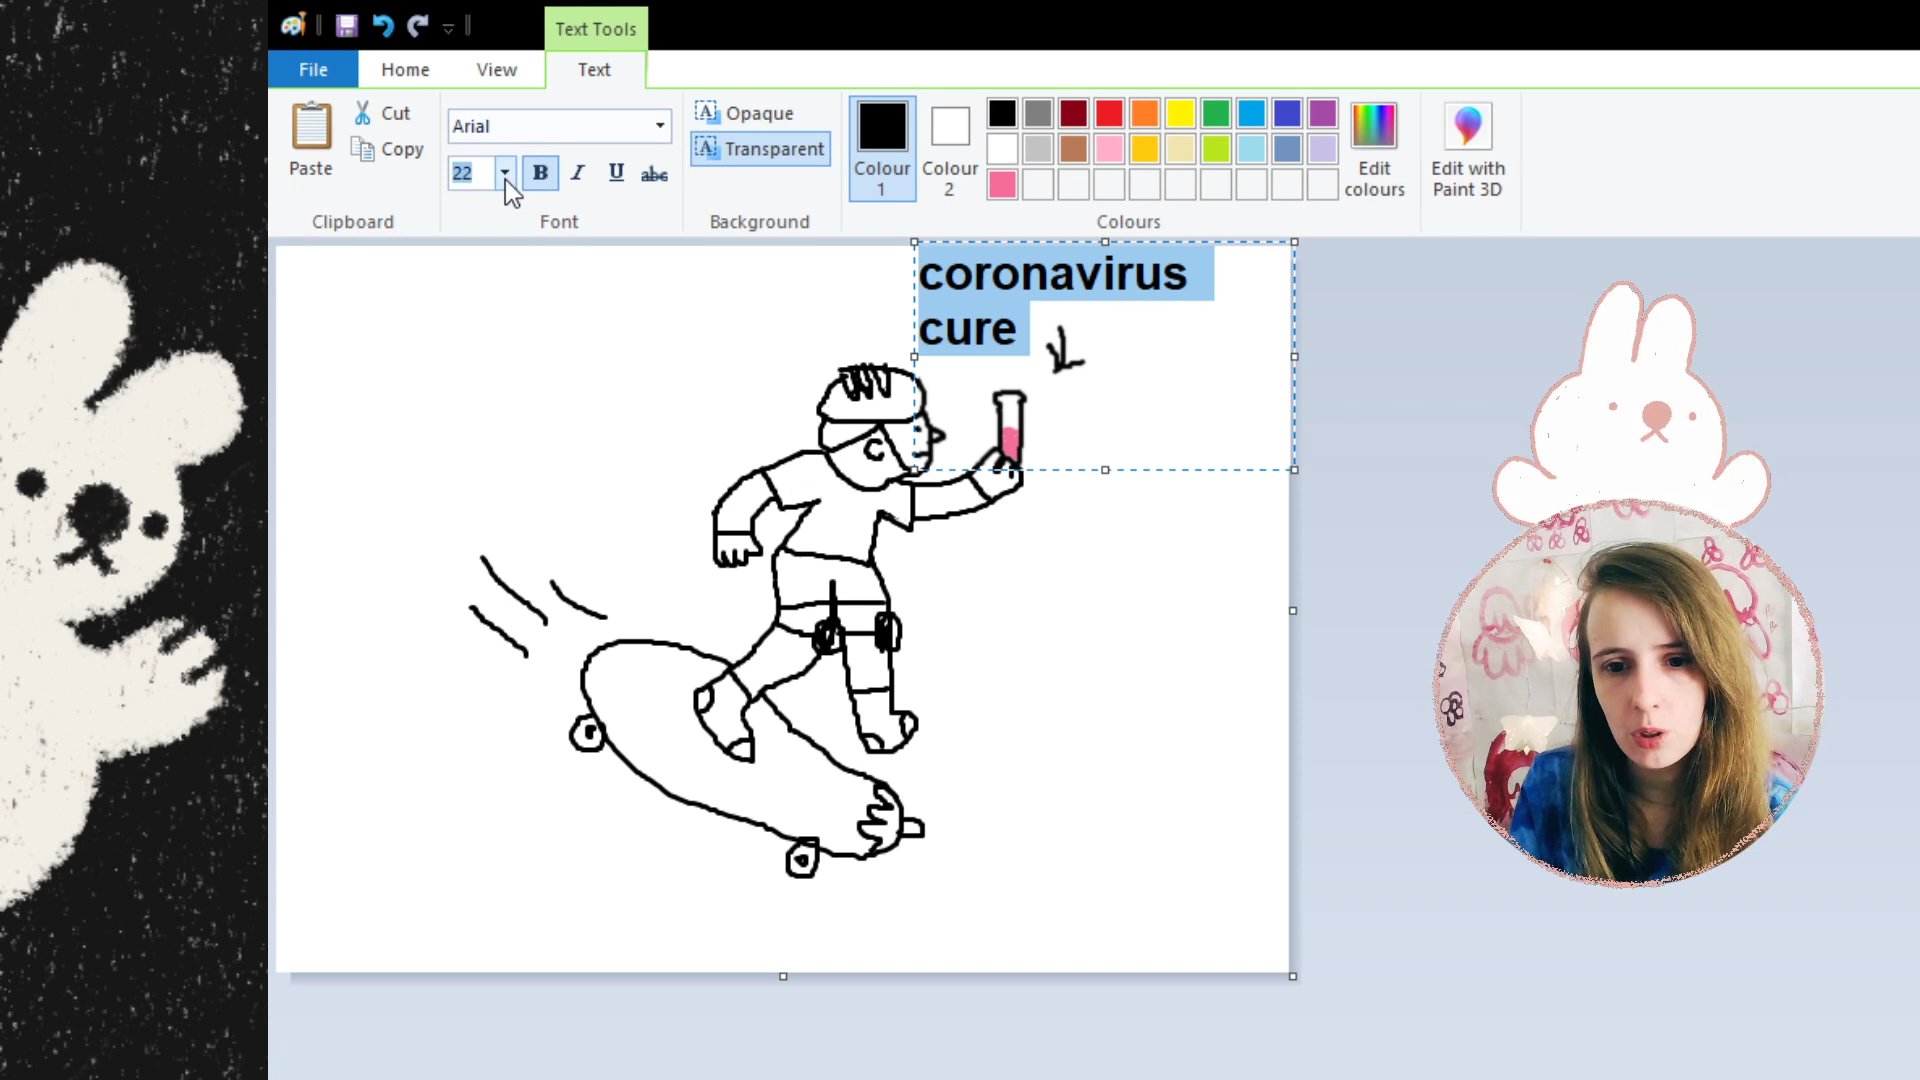 Text Tools
File Home View Text
Paste
Cut
Copy
Clipboard
Arial
22 B I U abc
Font
A Opaque
A Transparent
Background
Colour 1
Colour 2
Edit colours
Colours
Edit with Paint 3D
coronavirus
cure